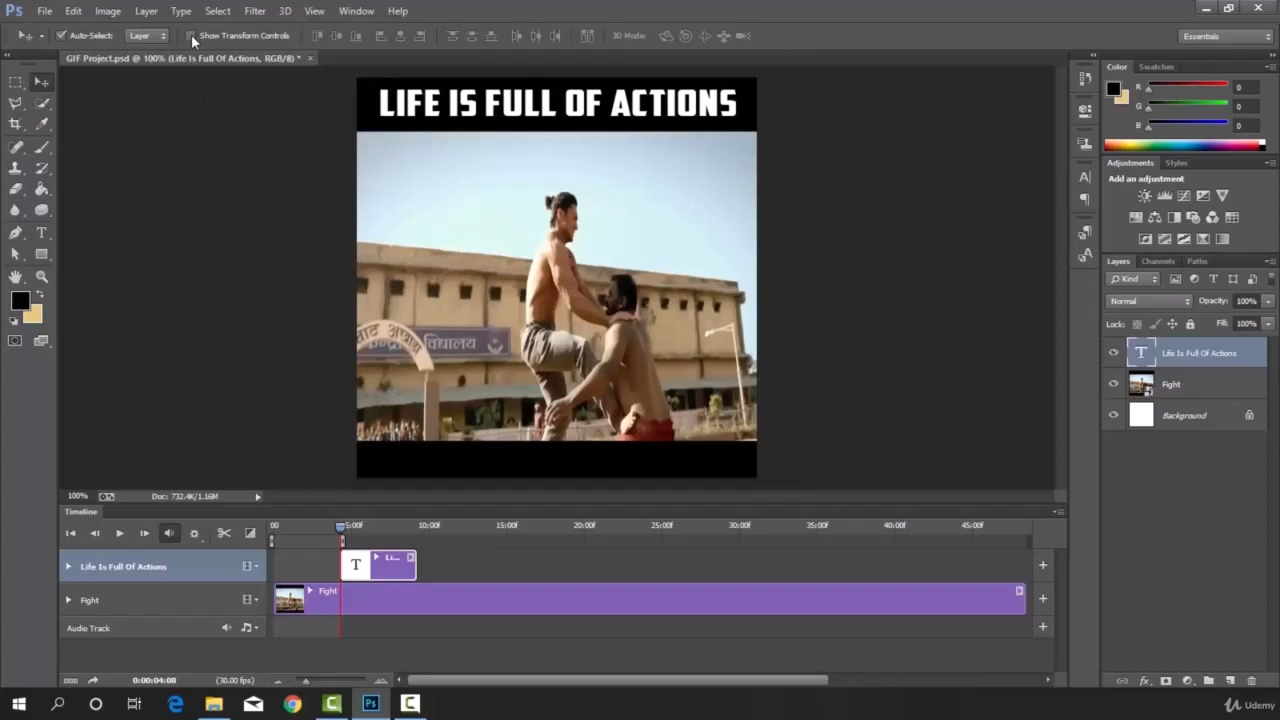 Ps File Edit Image Layer Type Select Filter 3D View Window Help
Auto-Select: Layer Show Transform Controls 3D Mode: Essentials
GIF Project.psd @ 100% (Life Is Full Of Actions, RGB/8) * ×
LIFE IS FULL OF ACTIONS
केन्द्रीय विद्यालय
Color Swatches
R 0
G 0
B 0
Adjustments Styles
Add an adjustment
Layers Channels Paths
Kind
Normal Opacity: 100%
Lock: Fill: 100%
T Life Is Full Of Actions
Fight
Background
100% Doc: 732.4K/1.16M
Timeline
00 5:00f 10:00f 15:00f 20:00f 25:00f 30:00f 35:00f 40:00f 45:00f
Life Is Full Of Actions T Li...
Fight Fight
Audio Track
0:00:04:08 (30.00 fps)
Udemy